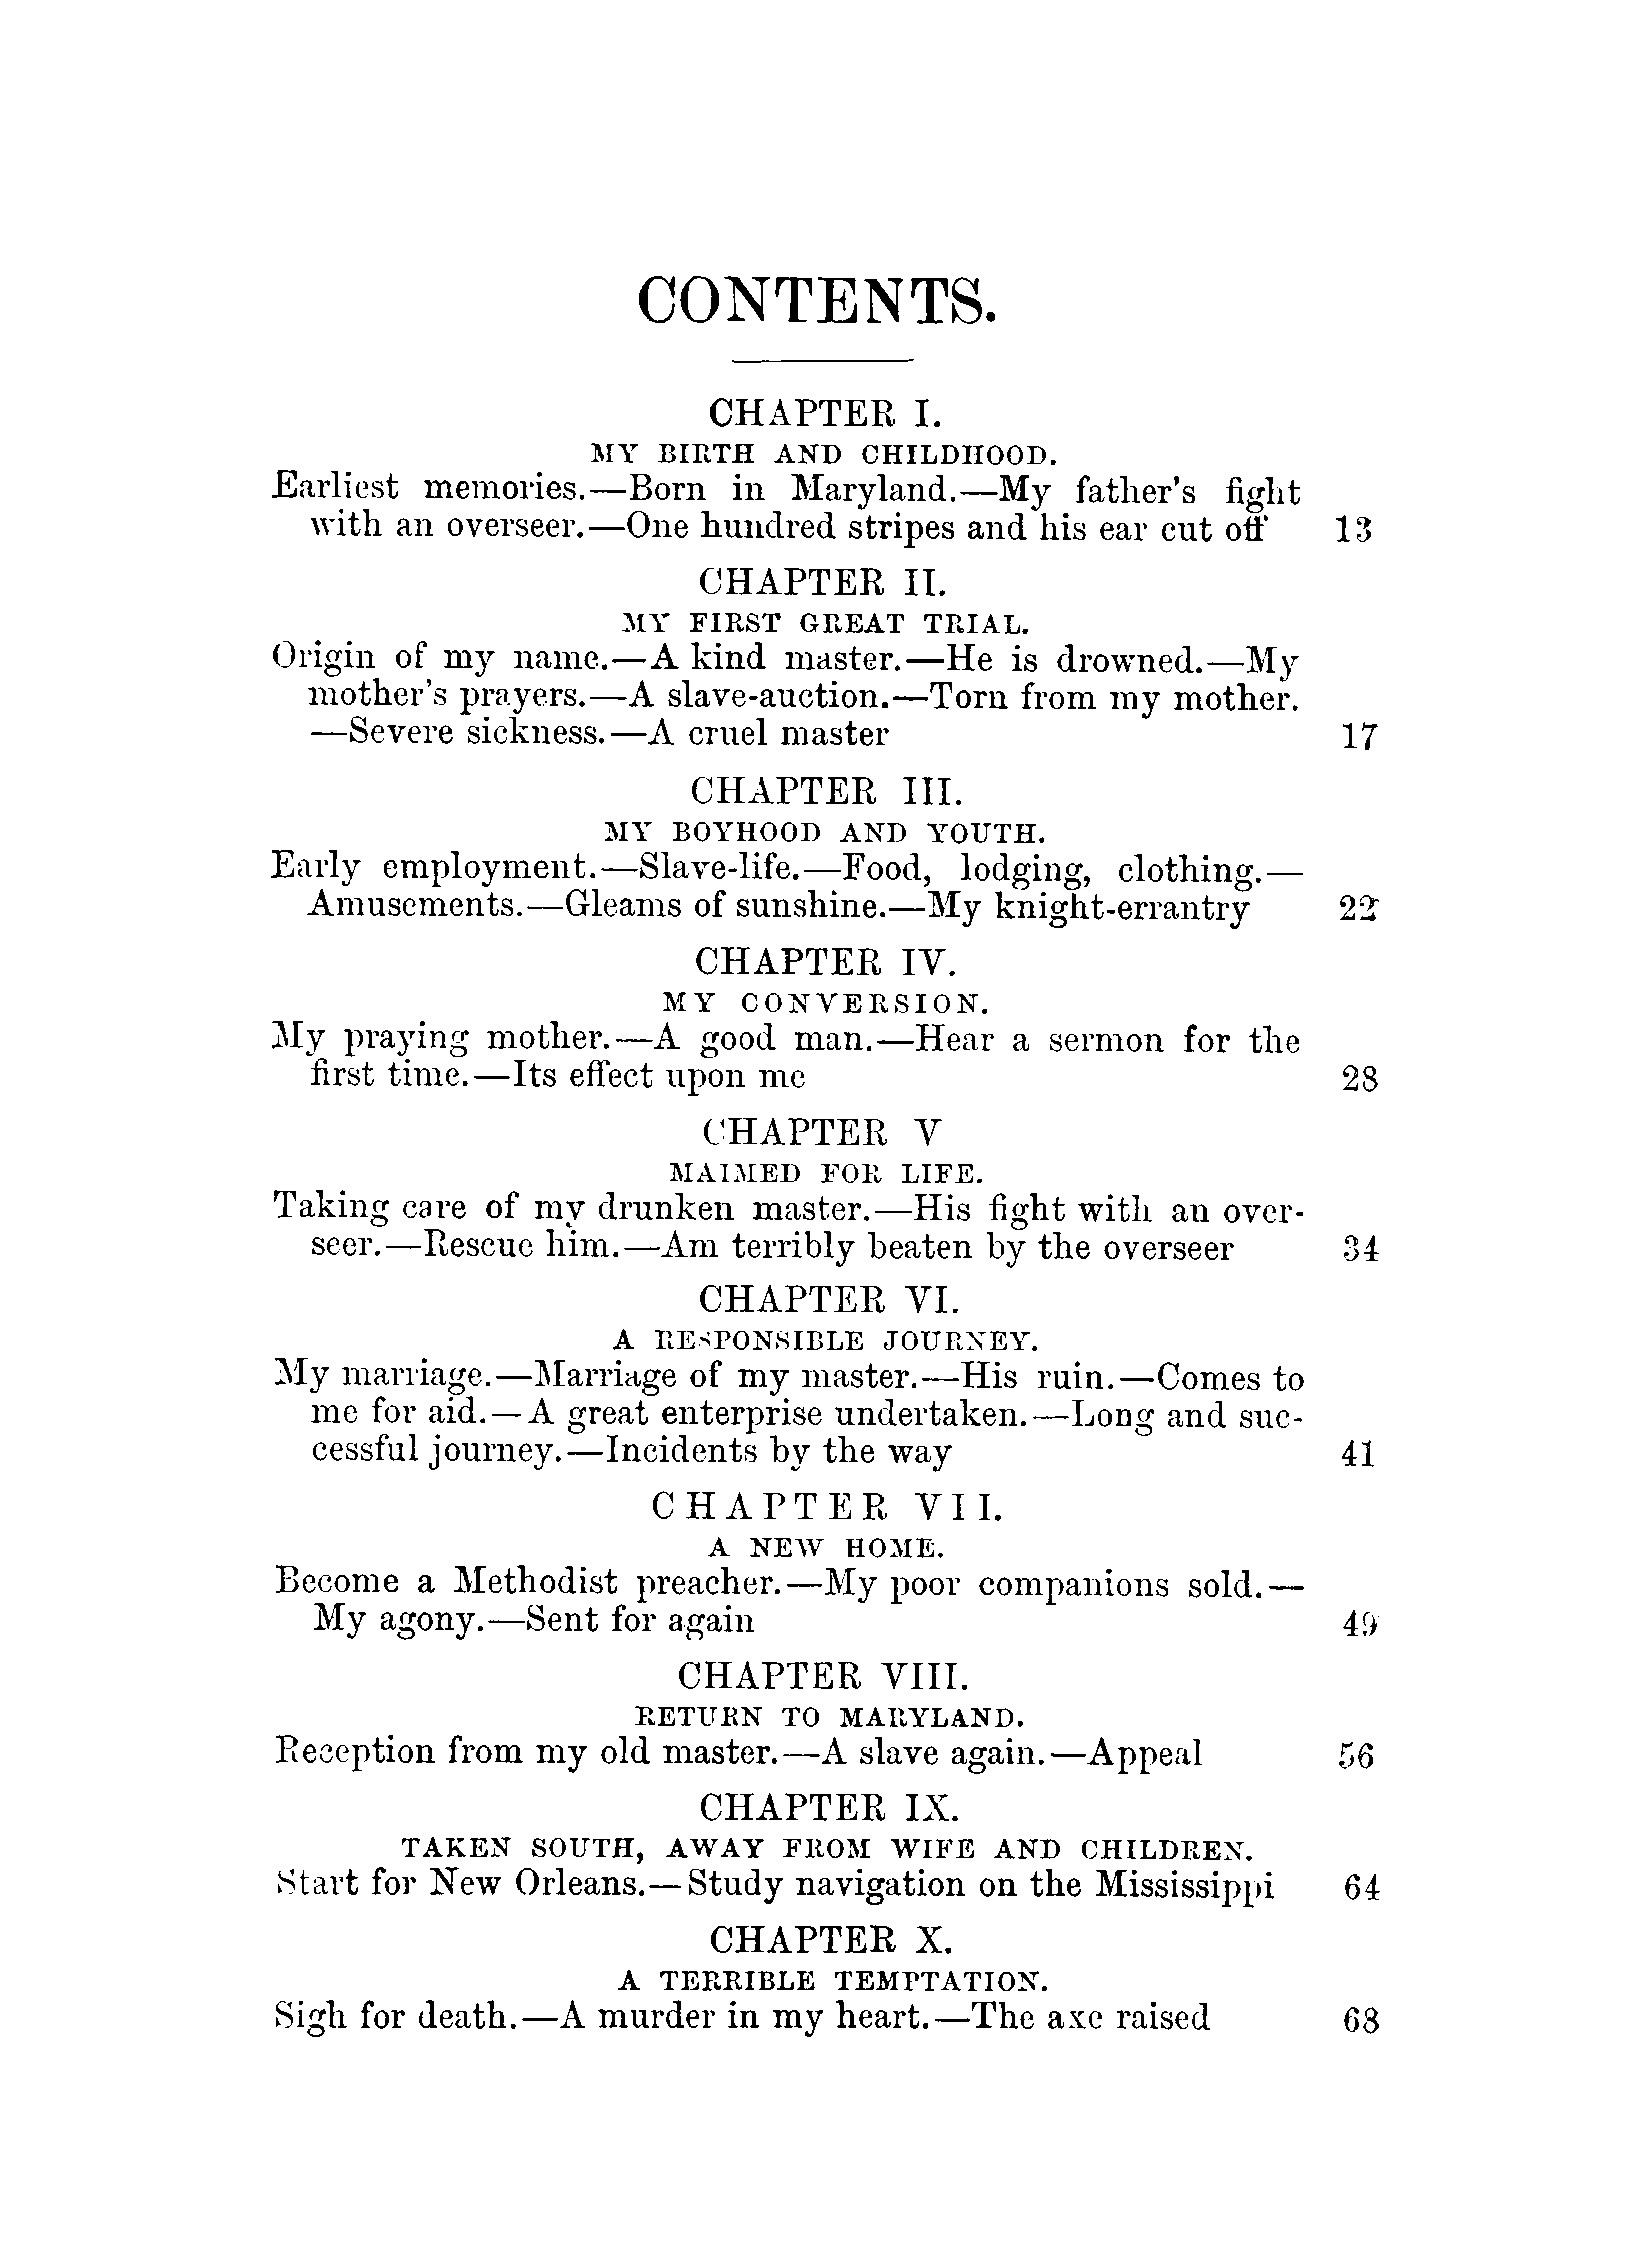 CONTENTS.
CHAPTER I.
MY BIRTH AND CHILDHOOD.
Earliest memories.—Born in Maryland.—My father's fight
with an overseer.—One hundred stripes and his ear cut off 13
CHAPTER II.
MY FIRST GREAT TRIAL.
Origin of my name.—A kind master.—He is drowned.—My
mother's prayers.—A slave-auction.—Torn from my mother.
—Severe sickness.—A cruel master 17
CHAPTER III.
MY BOYHOOD AND YOUTH.
Early employment.—Slave-life.—Food, lodging, clothing.—
Amusements.—Gleams of sunshine.—My knight-errantry 22
CHAPTER IV.
MY CONVERSION.
My praying mother.—A good man.—Hear a sermon for the
first time.—Its effect upon me 28
CHAPTER V
MAIMED FOR LIFE.
Taking care of my drunken master.—His fight with an over-
seer.—Rescue him.—Am terribly beaten by the overseer 34
CHAPTER VI.
A RESPONSIBLE JOURNEY.
My marriage.—Marriage of my master.—His ruin.—Comes to
me for aid.—A great enterprise undertaken.—Long and suc-
cessful journey.—Incidents by the way 41
CHAPTER VII.
A NEW HOME.
Become a Methodist preacher.—My poor companions sold.—
My agony.—Sent for again 49
CHAPTER VIII.
RETURN TO MARYLAND.
Reception from my old master.—A slave again.—Appeal 56
CHAPTER IX.
TAKEN SOUTH, AWAY FROM WIFE AND CHILDREN.
Start for New Orleans.—Study navigation on the Mississippi 64
CHAPTER X.
A TERRIBLE TEMPTATION.
Sigh for death.—A murder in my heart.—The axe raised 68